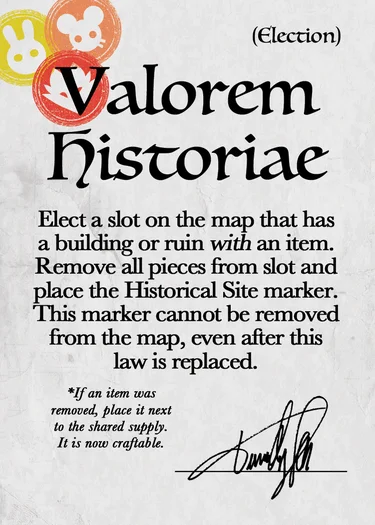 (Election)
Valorem
Historiae
Elect a slot on the map that has
a building or ruin with an item.
Remove all pieces from slot and
place the Historical Site marker.
This marker cannot be removed
from the map, even after this
law is replaced.
*If an item was
removed, place it next
to the shared supply.
It is now craftable.